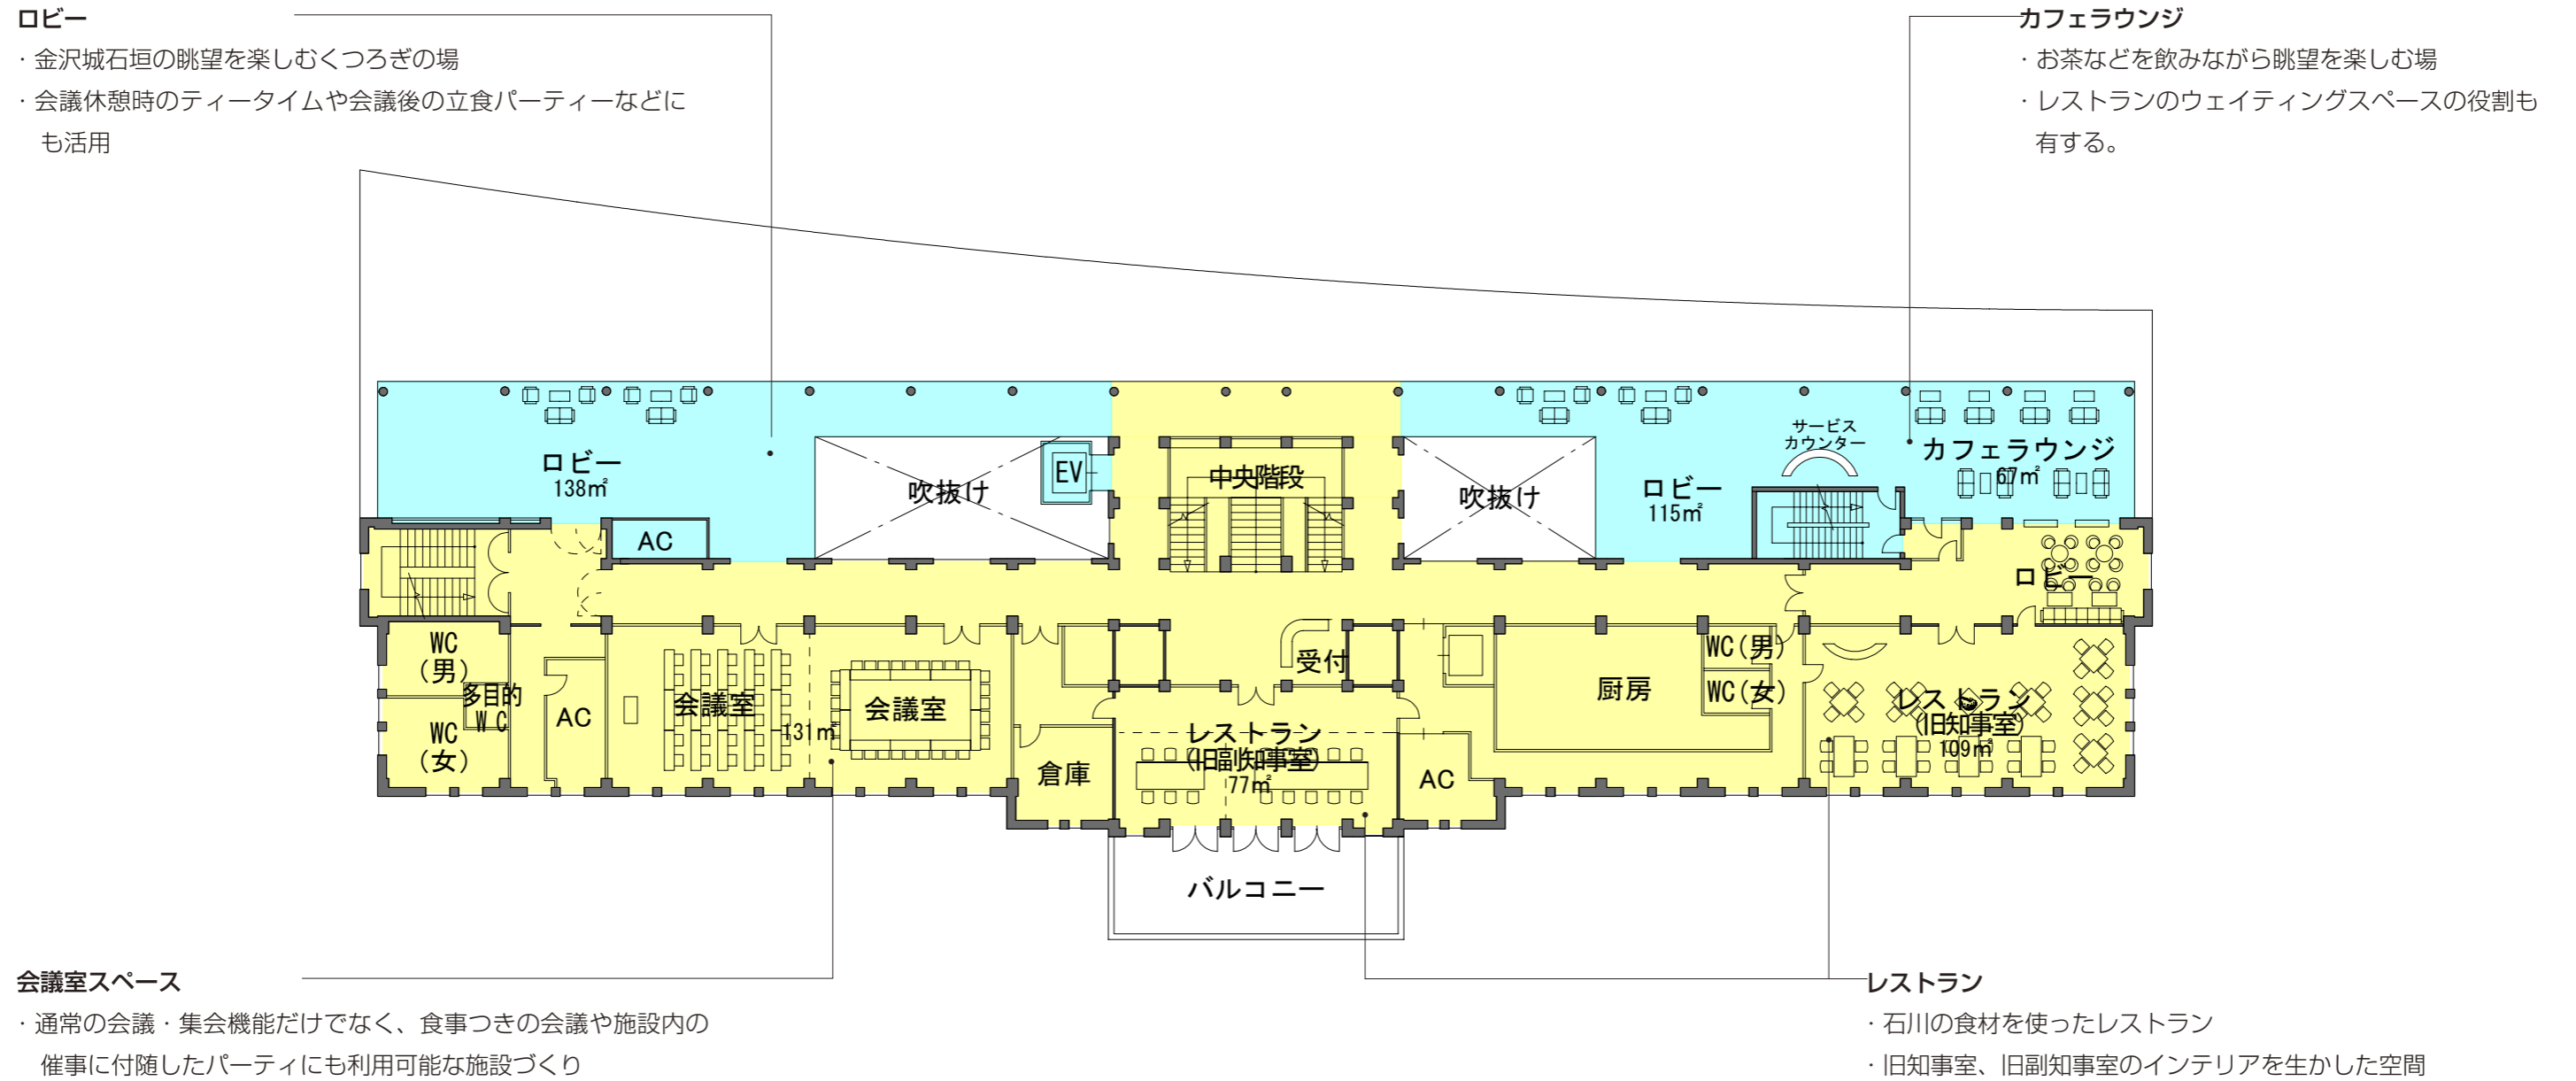 ロビー
・金沢城石垣の眺望を楽しむくつろぎの場
・会議休憩時のティータイムや会議後の立食パーティーなどに
も活用
カフェラウンジ
・お茶などを飲みながら眺望を楽しむ場
・レストランのウェイティングスペースの役割も
有する。
ロビー
138㎡
吹抜け
EV
中央階段
吹抜け
ロビー
115㎡
サービス
カウンター
カフェラウンジ
67㎡
AC
ロビー
WC
(男)
多目的
WC
WC
(女)
AC
会議室
131㎡
会議室
倉庫
受付
レストラン
(旧副知事室)
77㎡
AC
厨房
WC(男)
WC(女)
レストラン
(旧知事室)
109㎡
バルコニー
会議室スペース
・通常の会議・集会機能だけでなく、食事つきの会議や施設内の
催事に付随したパーティにも利用可能な施設づくり
レストラン
・石川の食材を使ったレストラン
・旧知事室、旧副知事室のインテリアを生かした空間